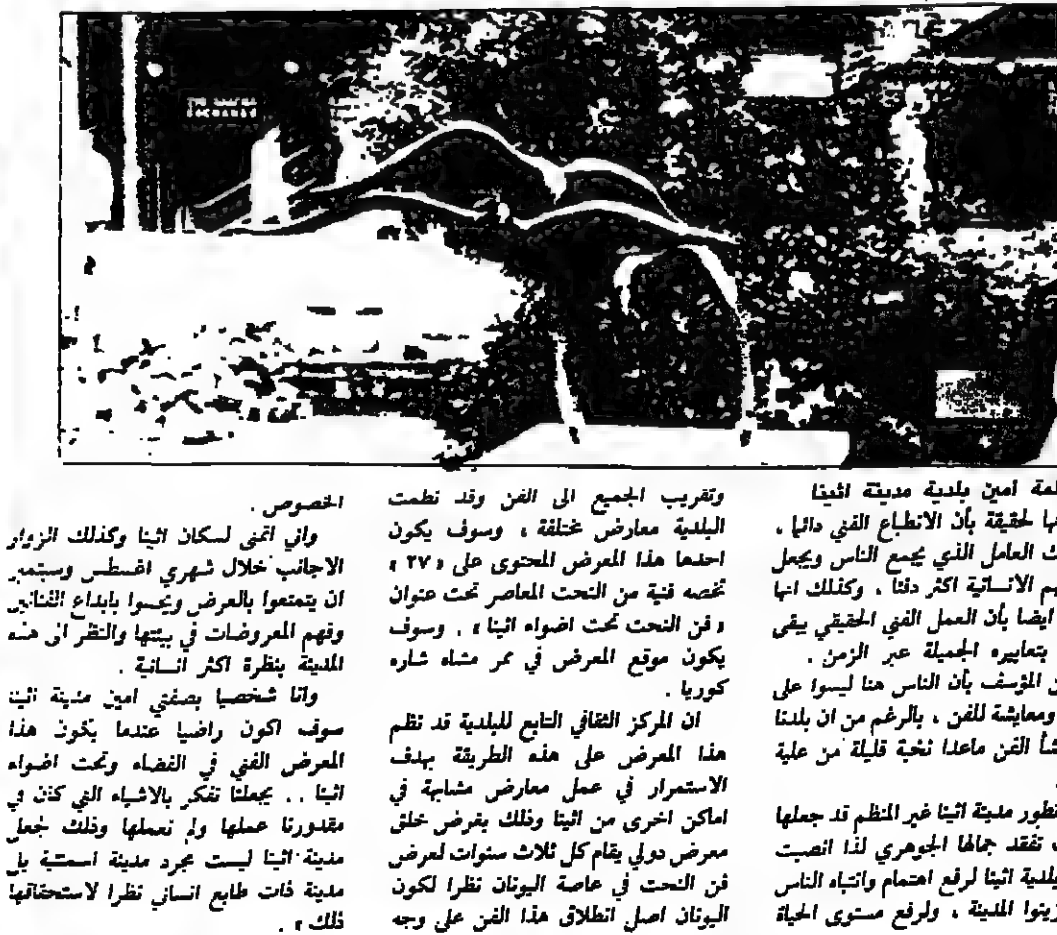 لمة امين بلدية مدينة اثينا
نها لحقيقة بأن الانطباع الفني دائما ،
ك العامل الذي يجمع الناس ويجعل
هم الانسانية اكثر دفئا . وكذلك انها
ايضا بأن العمل الفني الحقيقي يبقى
بتعابيره الجميلة عبر الزمن .
ن المؤسف بأن الناس هنا ليسوا على
ومعايشة للفن ، بالرغم من ان بلدنا
شأ الفن ماعدا نخبة قليلة من علية
.
تطور مدينة اثينا غير المنظم قد جعلها
ف تفقد جمالها الجوهري لذا انصبت
بلدية اثينا لرفع اهتمام وانتباه الناس
زينوا المدينة ، ولرفع مستوى الحياة
وتقريب الجميع الى الفن وقد نظمت
البلدية معارض مختلفة ، وسوف يكون
احدها هذا المعرض المحتوى على « ٢٧ »
تخصه فنية من النحت المعاصر تحت عنوان
« فن النحت تحت اضواء اثينا » . وسوف
يكون موقع المعرض في ممر مشاه شاره
كوريا .
ان المركز الثقافي التابع للبلدية قد نظم
هذا المعرض على هذه الطريقة بهدف
الاستمرار في عمل معارض مشابهة في
اماكن اخرى من اثينا وذلك بغرض خلق
معرض دولي يقام كل ثلاث سنوات لعرض
فن النحت في عاصة اليونان نظرا لكون
اليونان اصل انطلاق هذا الفن على وجه
الخصوص .
واني اتمنى لسكان اثينا وكذلك الزوار
الاجانب خلال شهري اغسطس وسبتمبر
ان يتمتعوا بالعرض ويحسوا بابداع الفنانين
وفهم المعروضات في بيئتها والنظر الى هذه
المدينة بنظرة اكثر انسانية .
وانا شخصيا بصفتي امين مدينة اثينا
سوف اكون راضيا عندما يكون هذا
المعرض الفني في الفضاء وتحت اضواء
اثينا .. يجعلنا نفكر بالاشياء التي كان في
مقدورنا عملها ولم نعملها وذلك لجعل
مدينة اثينا ليست مجرد مدينة اسمنتية بل
مدينة ذات طابع انساني نظرا لاستحقاقها
ذلك » .